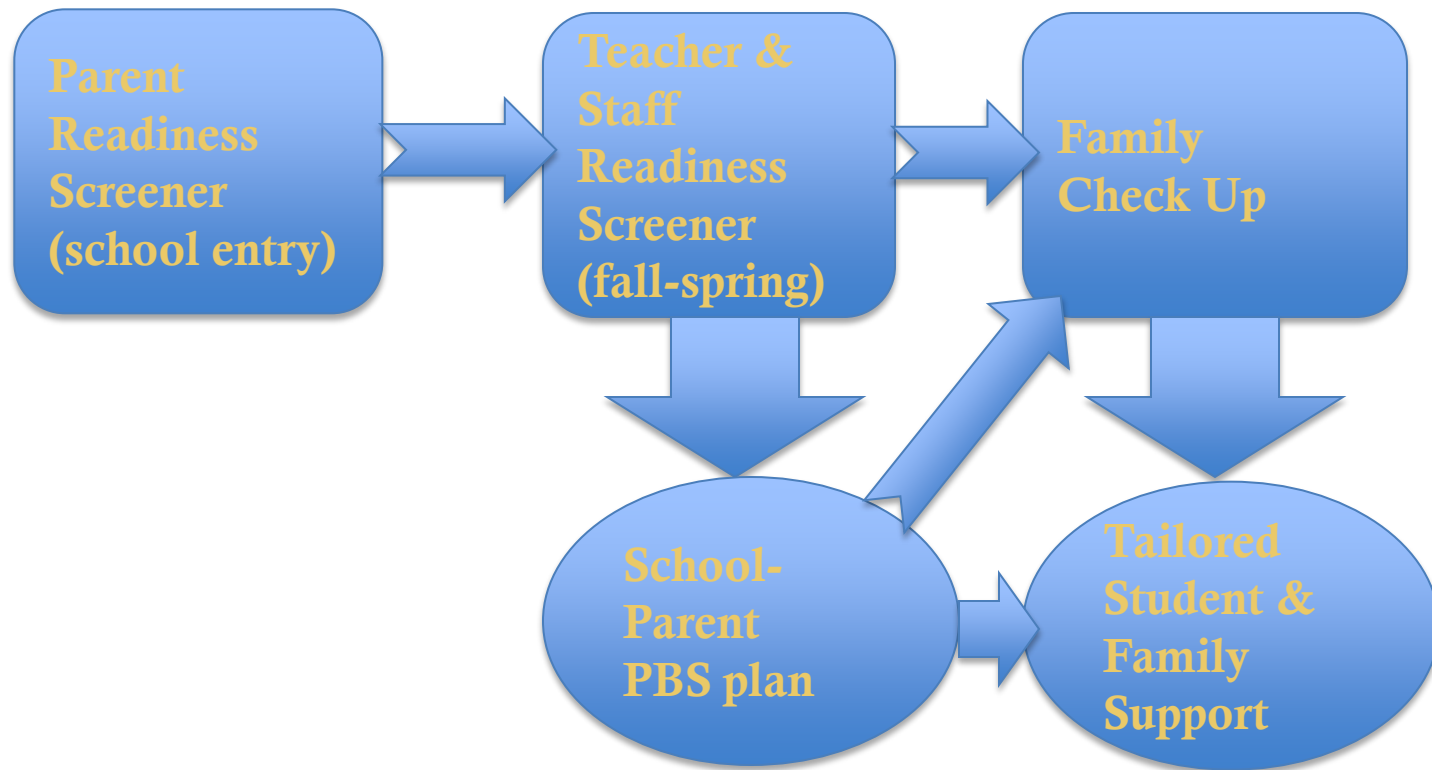 Parent
Readiness
Screener
(school entry)
Teacher &
Staff
Readiness
Screener
(fall-spring)
Family
Check Up
School-
Parent
PBS plan
Tailored
Student &
Family
Support